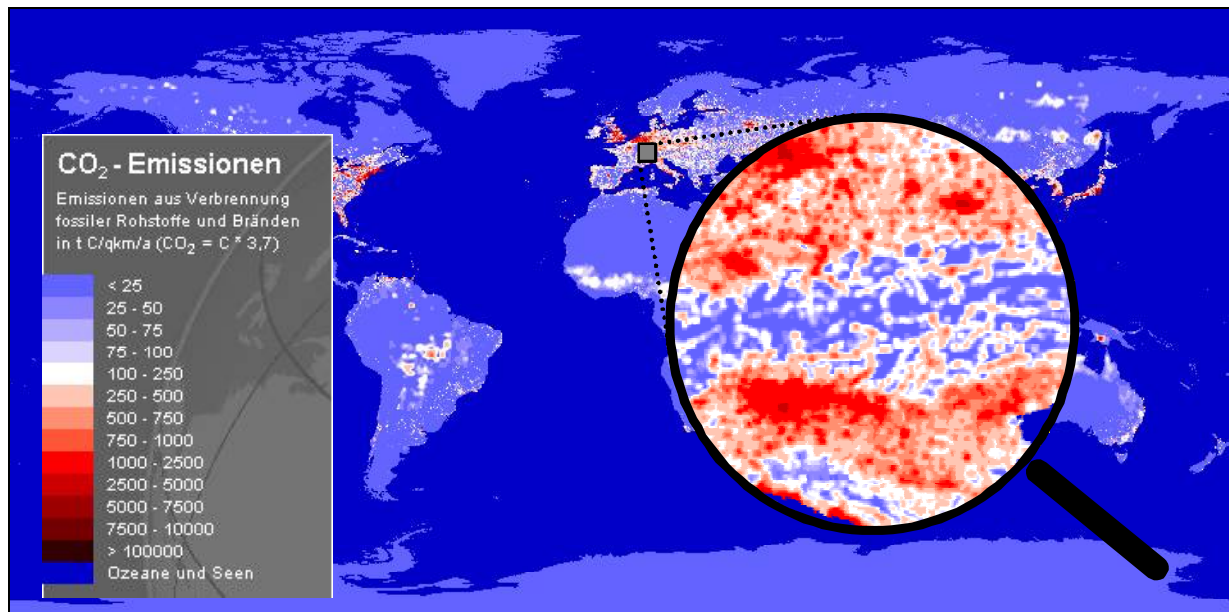 CO₂ - Emissionen
Emissionen aus Verbrennung
fossiler Rohstoffe und Bränden
in t C/qkm/a (CO₂ = C * 3,7)
< 25
25 - 50
50 - 75
75 - 100
100 - 250
250 - 500
500 - 750
750 - 1000
1000 - 2500
2500 - 5000
5000 - 7500
7500 - 10000
> 100000
Ozeane und Seen